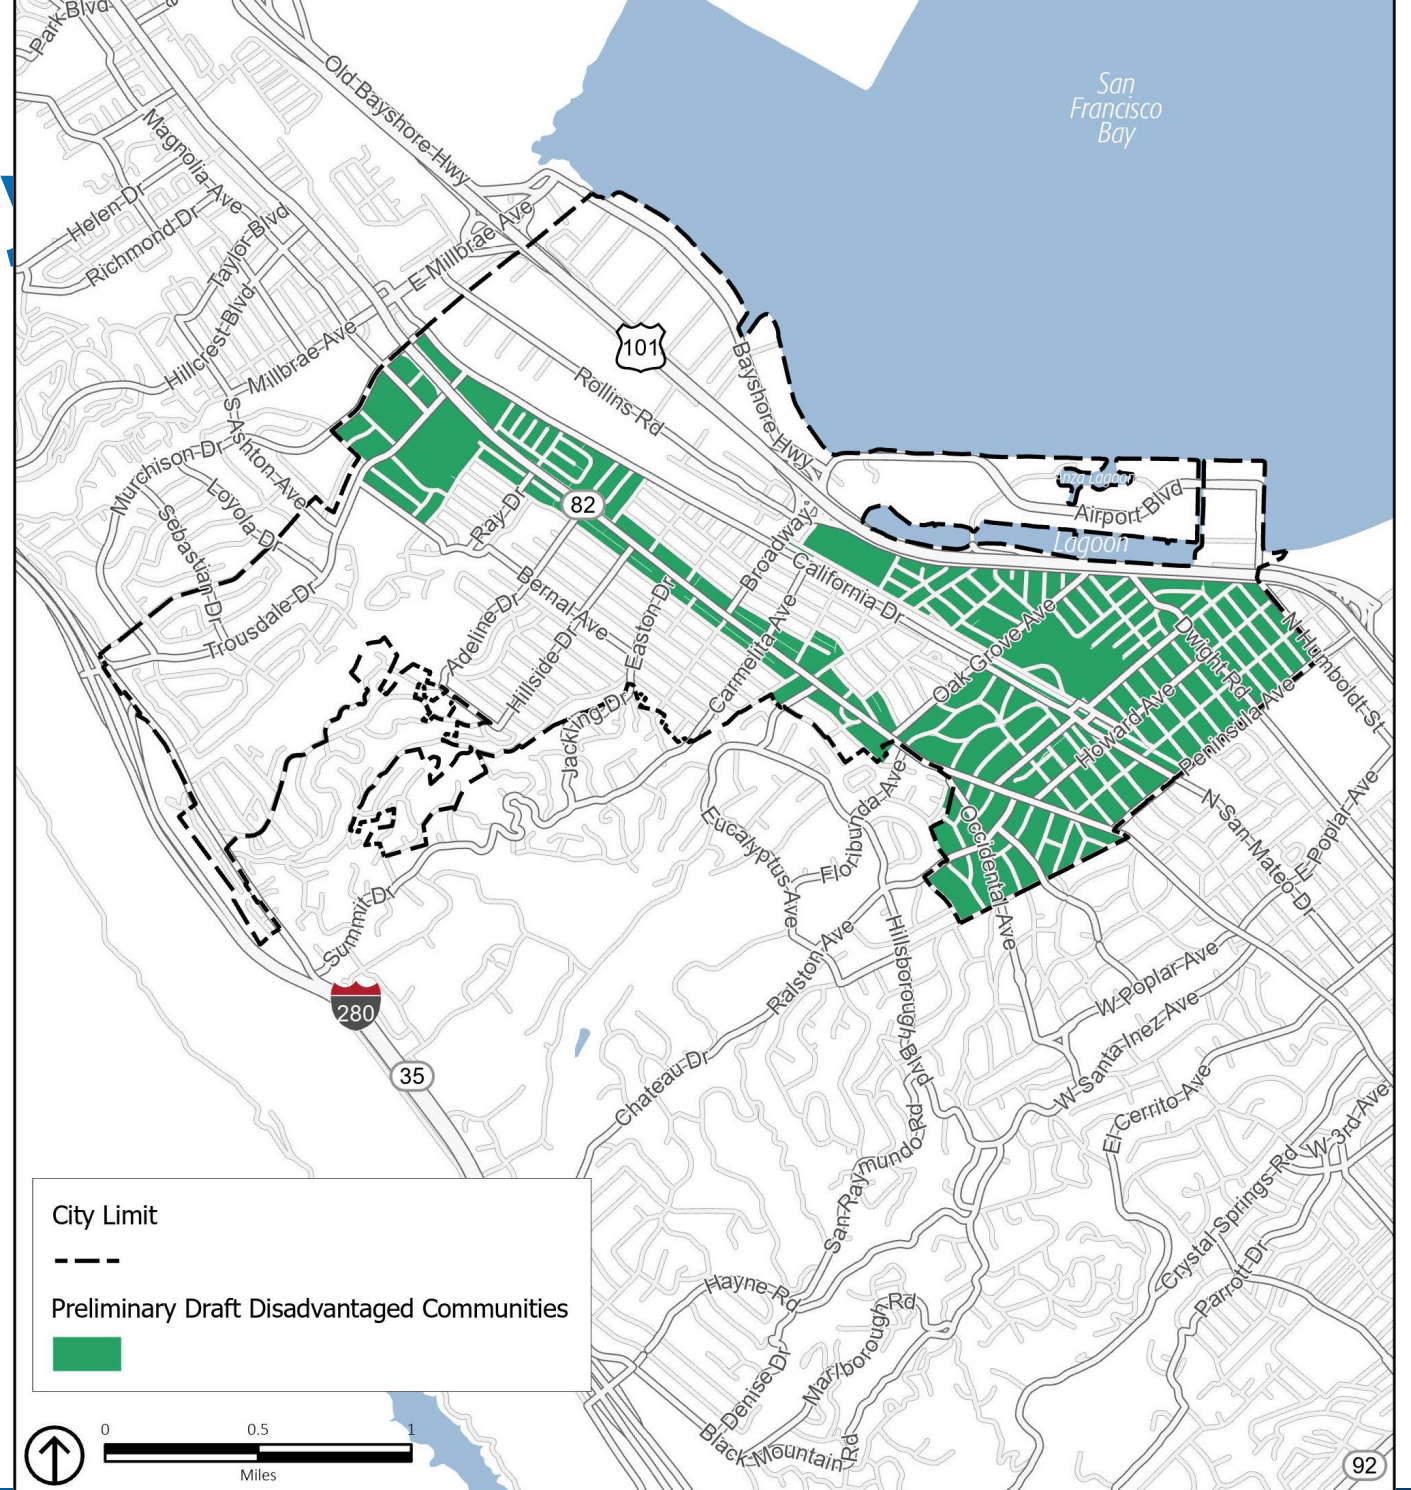 Park Blvd
Old Bayshore Hwy
San
Francisco
Bay
Magnolia Ave
Helen Dr
Richmond Dr
Taylor Blvd
E Millbrae Ave
Hillcrest Blvd
Millbrae Ave
101
Bayshore Hwy
Rollins Rd
S Ashton Ave
Murchison Dr
Loyola Dr
Sebastian Dr
Trousdale Dr
Ray Dr
82
Broadway
Anza Lagoon
Airport Blvd
Lagoon
California Dr
Bernal Ave
Adeline Dr
Hillside Dr
Easton Dr
Carmelita Ave
Oak Grove Ave
Dwight Rd
N Humboldt St
Howard Ave
Peninsula Ave
Jackling Dr
Eucalyptus Ave
Floribunda Ave
Occidental Ave
N San Mateo Dr
E Poplar Ave
Summit Dr
Ralston Ave
Hillsborough Blvd
W Poplar Ave
W Santa Inez Ave
280
35
Chateau Dr
El Cerrito Ave
W 3rd Ave
San Raymundo Rd
Crystal Springs Rd
Parrott Dr
Hayne Rd
Marlborough Rd
Denise Dr
Black Mountain Rd
92
City Limit
Preliminary Draft Disadvantaged Communities
0 0.5 1
Miles